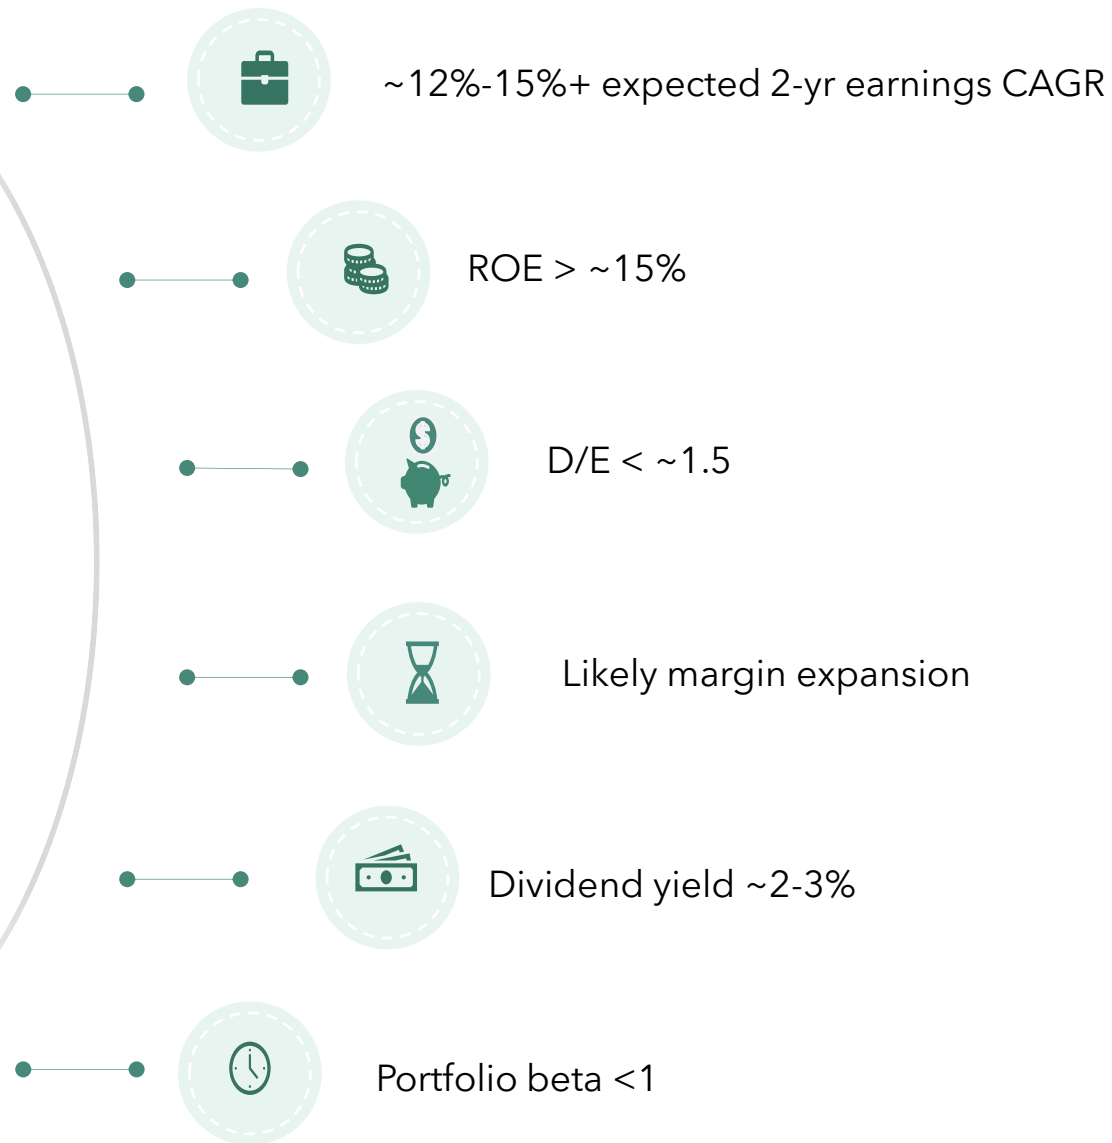 ~12%-15%+ expected 2-yr earnings CAGR
ROE > ~15%
D/E < ~1.5
Likely margin expansion
Dividend yield ~2-3%
Portfolio beta <1